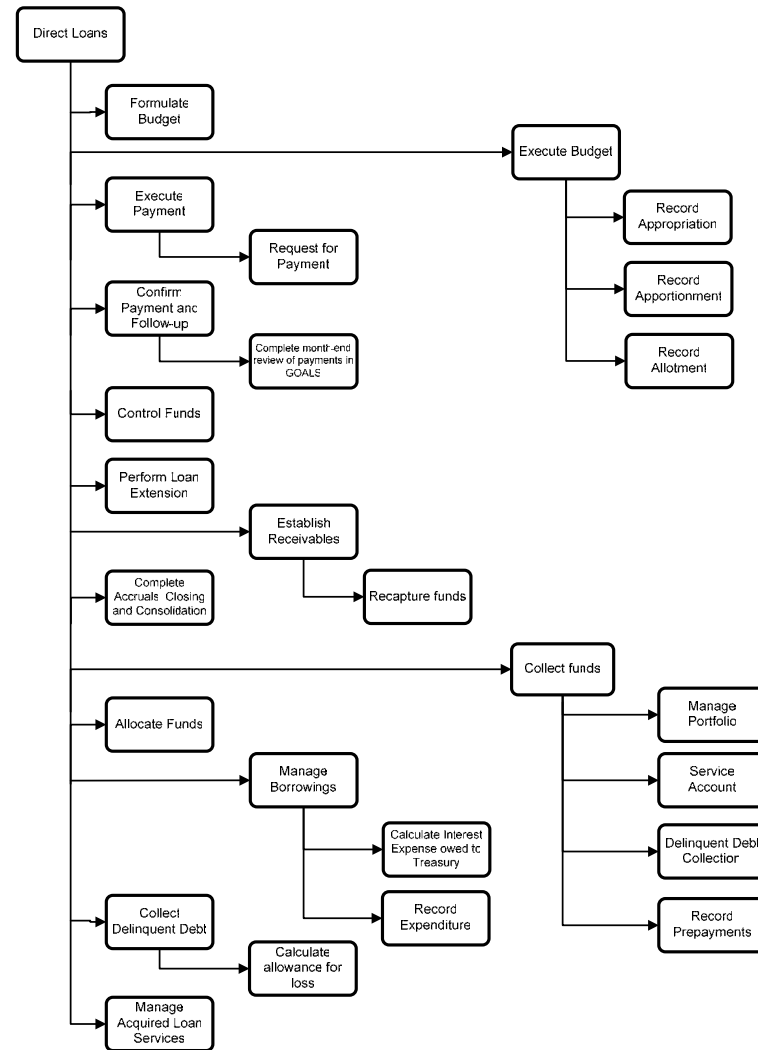 Direct Loans
Formulate
Budget
Execute Budget
Execute
Payment
Record
Appropriation
Request for
Payment
Record
Apportionment
Confirm
Payment and
Follow-up
Complete month-end
review of payments in
GOALS
Record
Allotment
Control Funds
Perform Loan
Extension
Establish
Receivables
Complete
Accruals, Closing
and Consolidation
Recapture funds
Collect funds
Manage
Portfolio
Allocate Funds
Manage
Borrowings
Service
Account
Calculate Interest
Expense owed to
Treasury
Delinquent Debt
Collection
Collect
Delinquent Debt
Record
Expenditure
Record
Prepayments
Calculate
allowance for
loss
Manage
Acquired Loan
Services